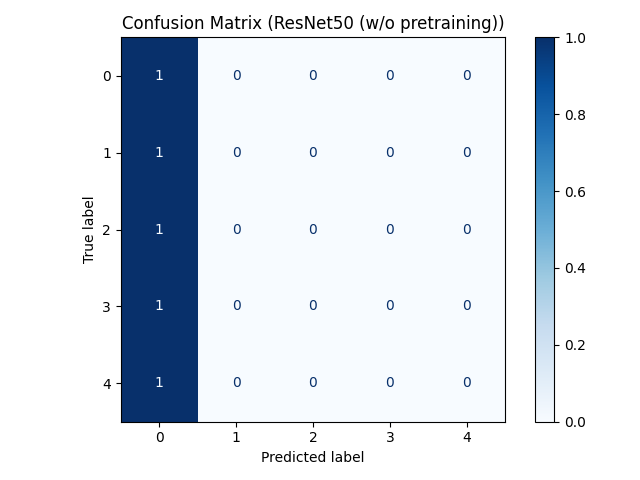 Confusion Matrix (ResNet50 (w/o pretraining))
True label
0 1 0 0 0 0
1 1 0 0 0 0
2 1 0 0 0 0
3 1 0 0 0 0
4 1 0 0 0 0
0 1 2 3 4
Predicted label
1.0
0.8
0.6
0.4
0.2
0.0